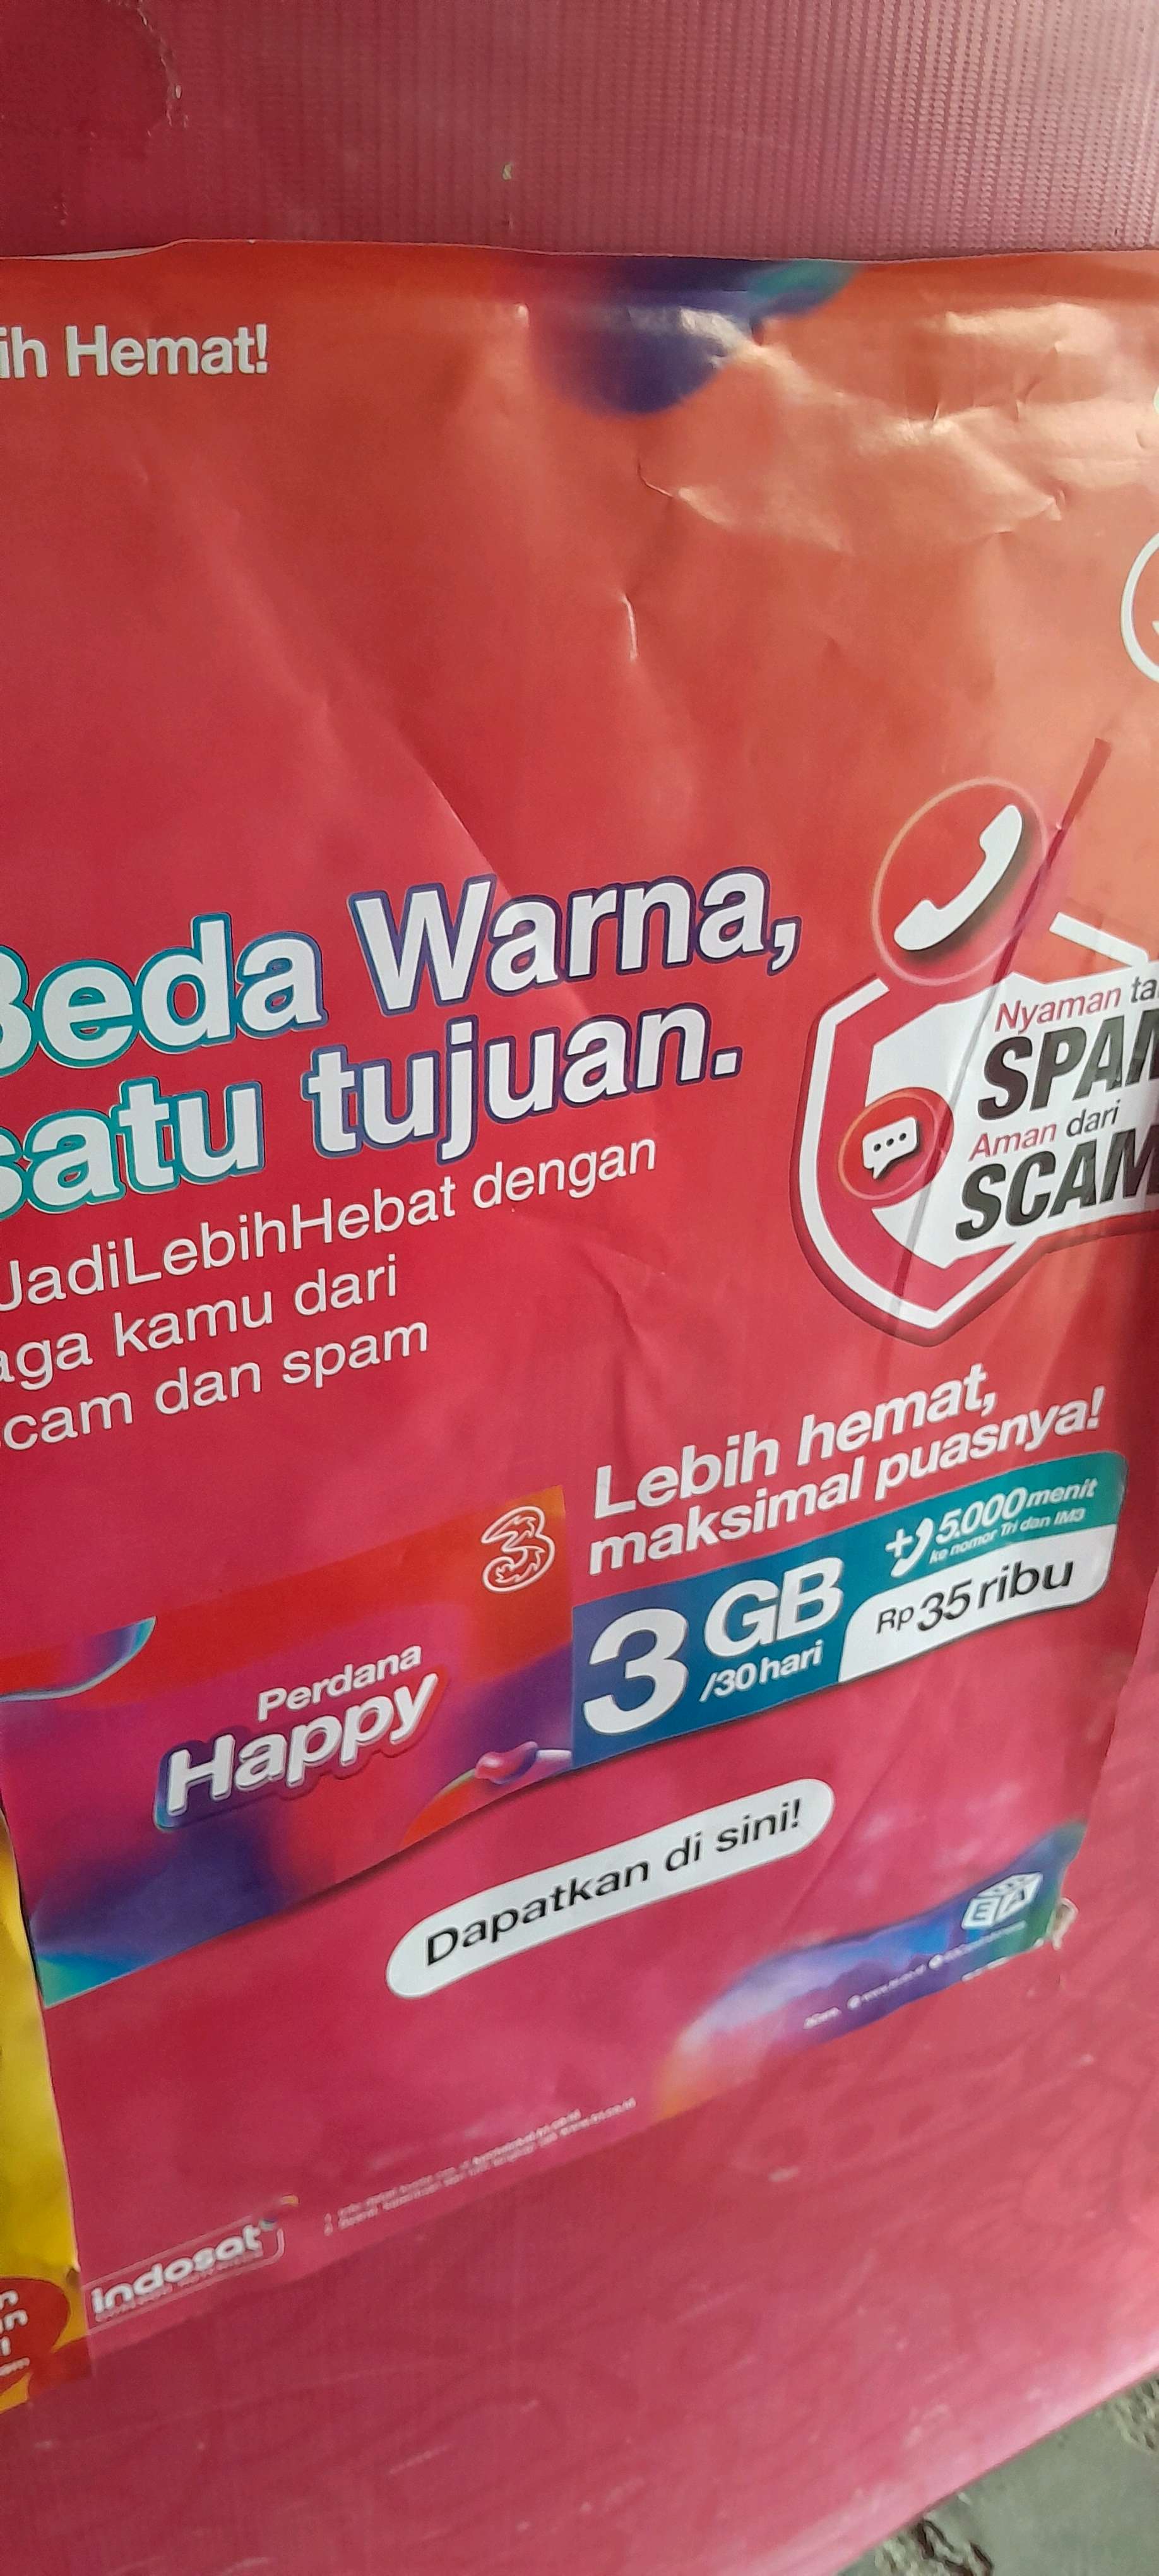 ih Hemat!
Beda Warna,
satu tujuan.
JadiLebihHebat dengan
aga kamu dari
cam dan spam
Nyaman ta
SPAM
Aman dari
SCAM
Lebih hemat,
maksimal puasnya!
3
Perdana
Happy
3 GB
/30 hari
+ 5.000 menit
ke nomor Tri dan IM3
Rp 35 ribu
Dapatkan di sini!
indosat